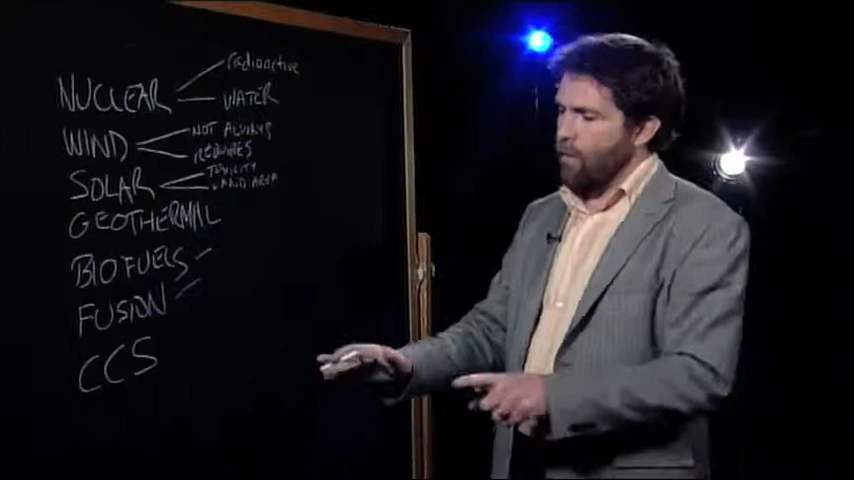 Radioactive
NUCLEAR
WATER
WIND
NOT ALWAYS
REQUIRES
SOLAR
TOXICITY
LAND AREA
GEOTHERMAL
BIOFUELS
FUSION
CCS